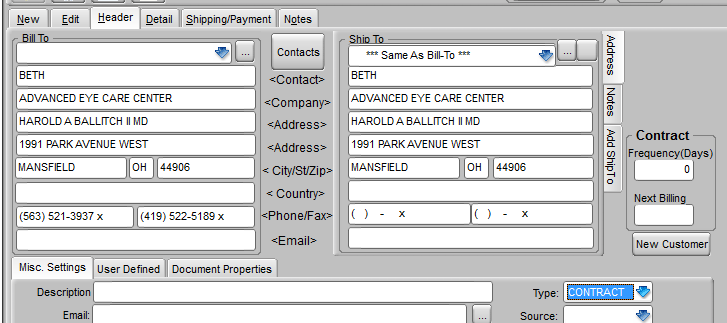 New Edit Header Detail Shipping/Payment Notes
Bill To Ship To
... Contacts *** Same As Bill-To *** ...
BETH <Contact> BETH
ADVANCED EYE CARE CENTER <Company> ADVANCED EYE CARE CENTER
HAROLD A BALLITCH II MD <Address> HAROLD A BALLITCH II MD
1991 PARK AVENUE WEST <Address> 1991 PARK AVENUE WEST
MANSFIELD OH 44906 < City/St/Zip> MANSFIELD OH 44906
< Country>
(563) 521-3937 x (419) 522-5189 x <Phone/Fax> ( ) - x ( ) - x
<Email>
Address
Notes
Add ShipTo
Contract
Frequency(Days)
0
Next Billing
New Customer
Misc. Settings User Defined Document Properties
Description Type: CONTRACT
Email: ... Source: